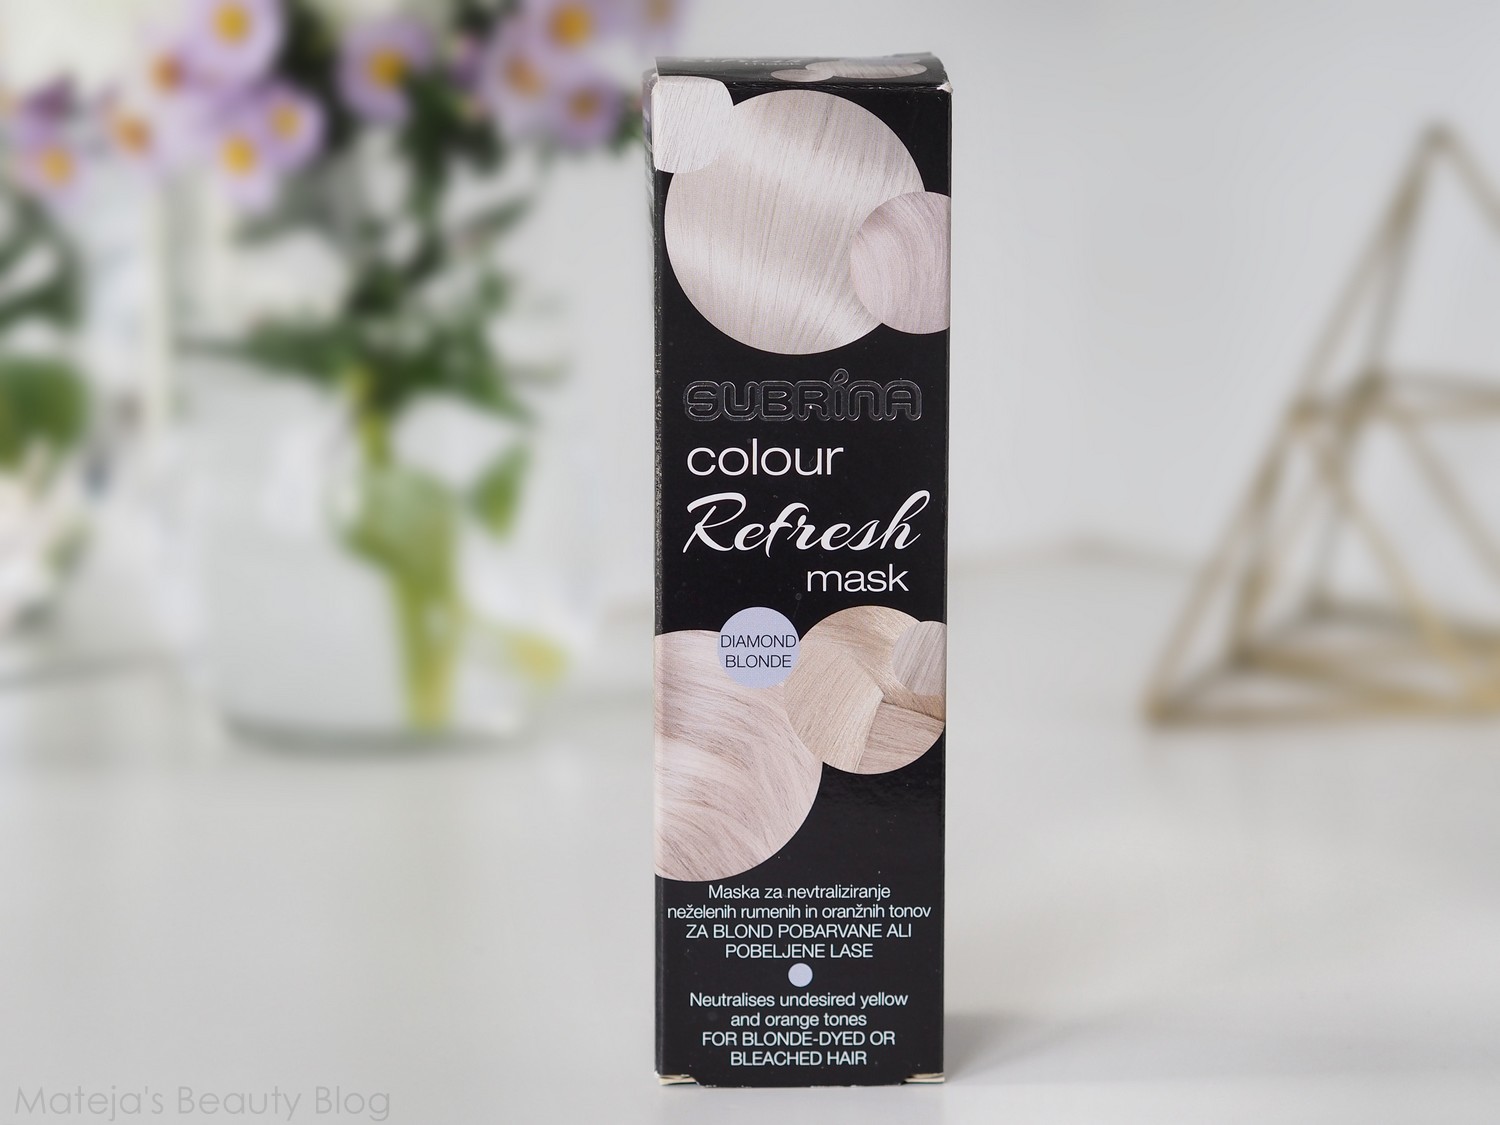 SUBRINA
colour
Refresh
mask
DIAMOND
BLONDE
Maska za nevtraliziranje
neželenih rumenih in oranžnih tonov
ZA BLOND POBARVANE ALI
POBELJENE LASE
Neutralises undesired yellow
and orange tones
FOR BLONDE-DYED OR
BLEACHED HAIR
Mateja's Beauty Blog